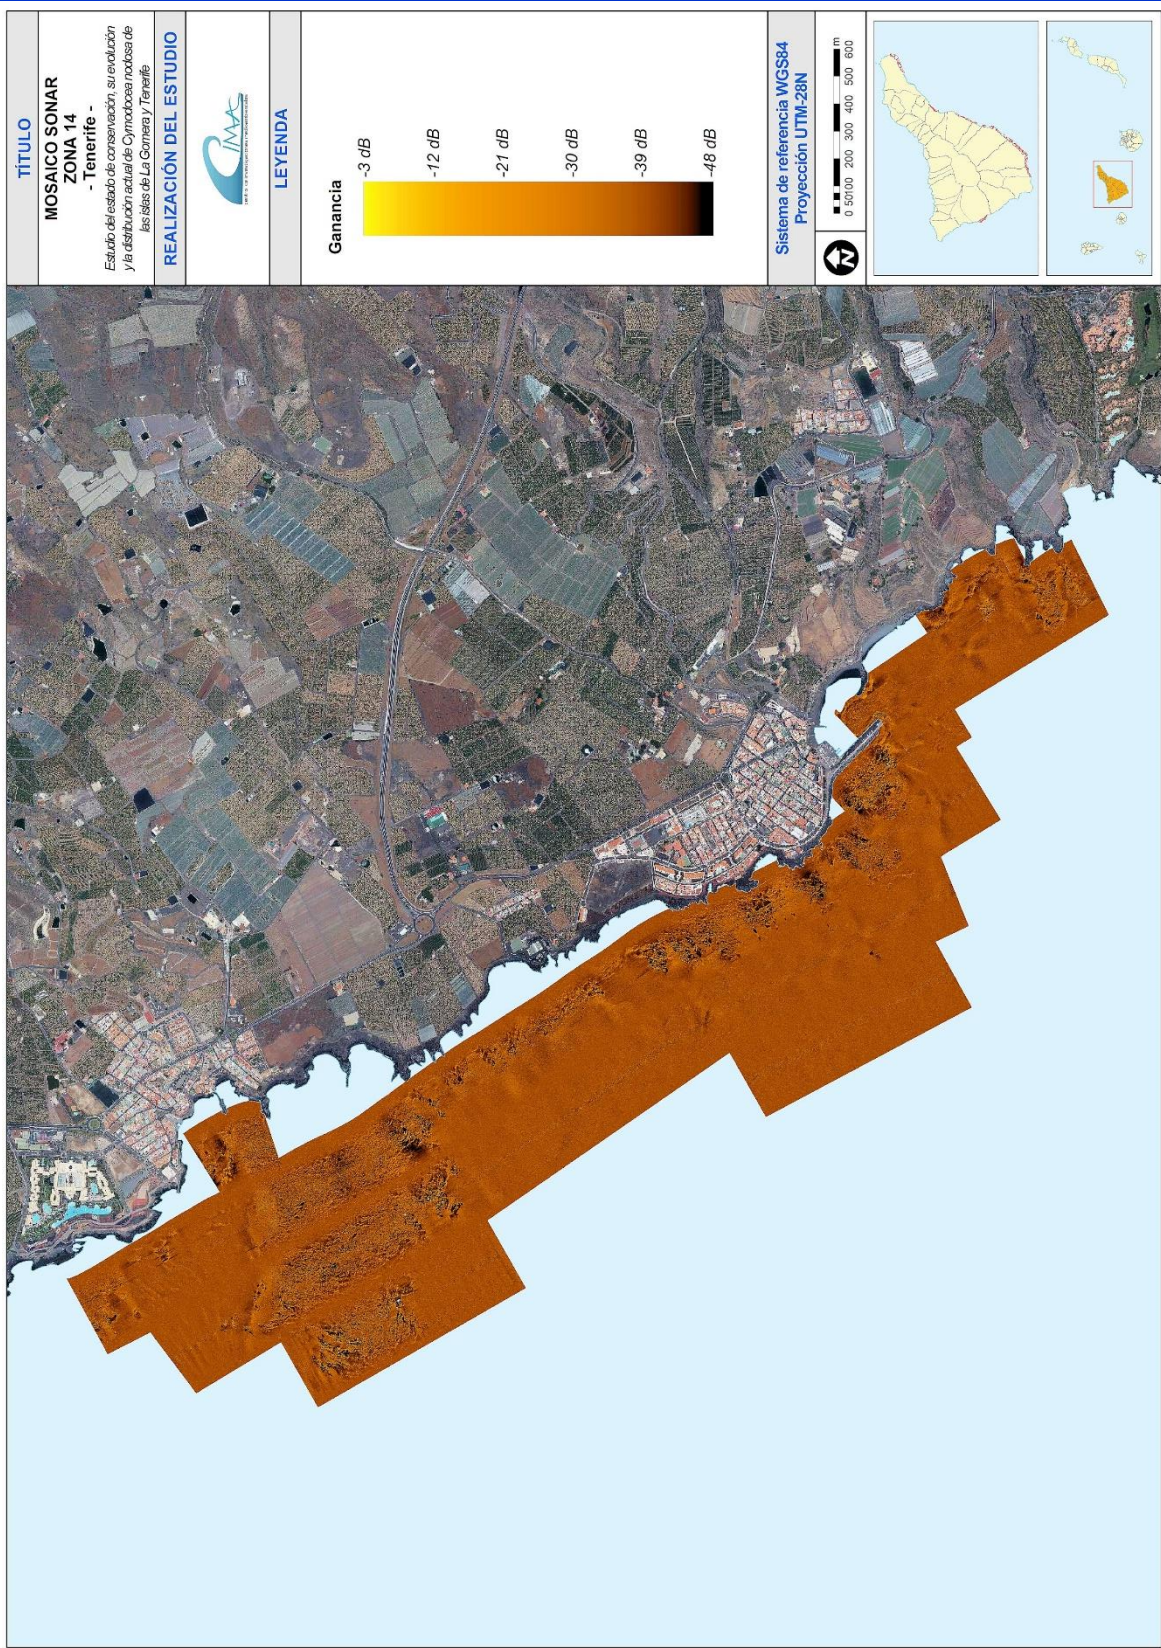 TÍTULO
MOSAICO SONAR
ZONA 14
- Tenerife -
Estudio del estado de conservación, su evolución
y la distribución actual de Cymodocea nodosa de
las islas de La Gomera y Tenerife
REALIZACIÓN DEL ESTUDIO
CIMA
LEYENDA
Ganancia
-3 dB
-12 dB
-21 dB
-30 dB
-39 dB
-48 dB
Sistema de referencia WGS84
Proyección UTM-28N
N
0 50100 200 300 400 500 600
m